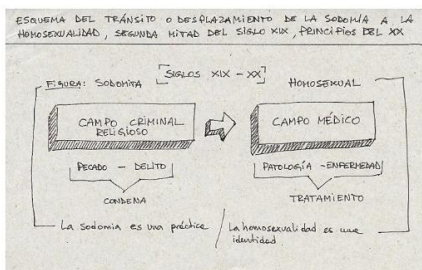 ESQUEMA DEL TRÁNSITO O DESPLAZAMIENTO DE LA SODOMÍA A LA
HOMOSEXUALIDAD, SEGUNDA MITAD DEL SIGLO XIX, PRINCIPIOS DEL XX
[SIGLOS XIX - XX]
FIGURA: SODOMITA
HOMOSEXUAL
CAMPO CRIMINAL
RELIGIOSO
CAMPO MÉDICO
PECADO - DELITO
PATOLOGÍA - ENFERMEDAD
CONDENA
TRATAMIENTO
La sodomia es una práctica / La homosexualidad es una
identidad